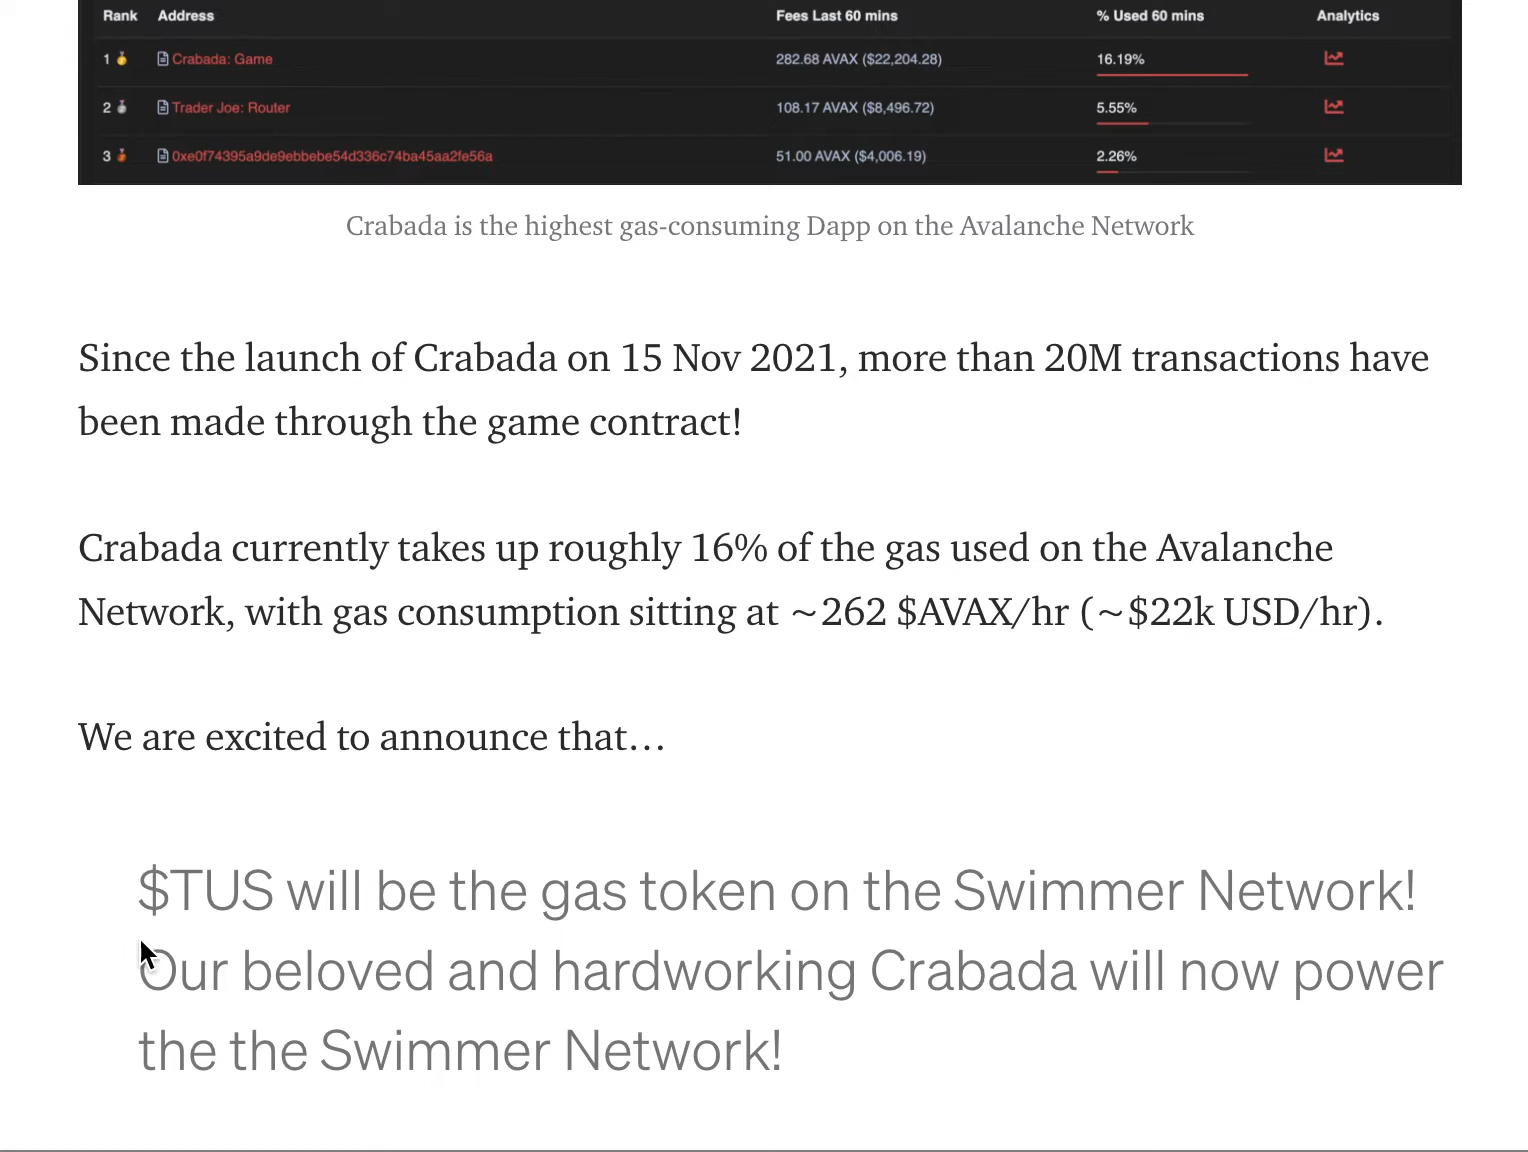 Rank Address Fees Last 60 mins % Used 60 mins Analytics
1 Crabada: Game 282.68 AVAX ($22,204.28) 16.19%
2 Trader Joe: Router 108.17 AVAX ($8,496.72) 5.55%
3 0xe0f74395a9de9ebbebe54d336c74ba45aa2fe56a 51.00 AVAX ($4,006.19) 2.26%
Crabada is the highest gas-consuming Dapp on the Avalanche Network
Since the launch of Crabada on 15 Nov 2021, more than 20M transactions have
been made through the game contract!
Crabada currently takes up roughly 16% of the gas used on the Avalanche
Network, with gas consumption sitting at ~262 $AVAX/hr (~$22k USD/hr).
We are excited to announce that…
$TUS will be the gas token on the Swimmer Network!
Our beloved and hardworking Crabada will now power
the the Swimmer Network!